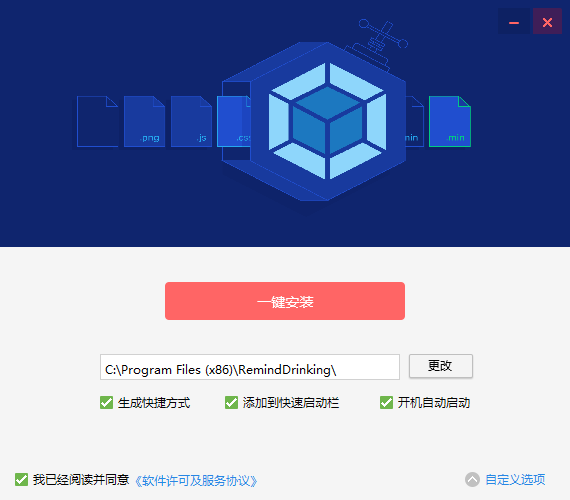 .png
.js
.css
min
.min
一键安装
C:\Program Files (x86)\RemindDrinking\
更改
生成快捷方式
添加到快速启动栏
开机自动启动
我已经阅读并同意《软件许可及服务协议》
自定义选项